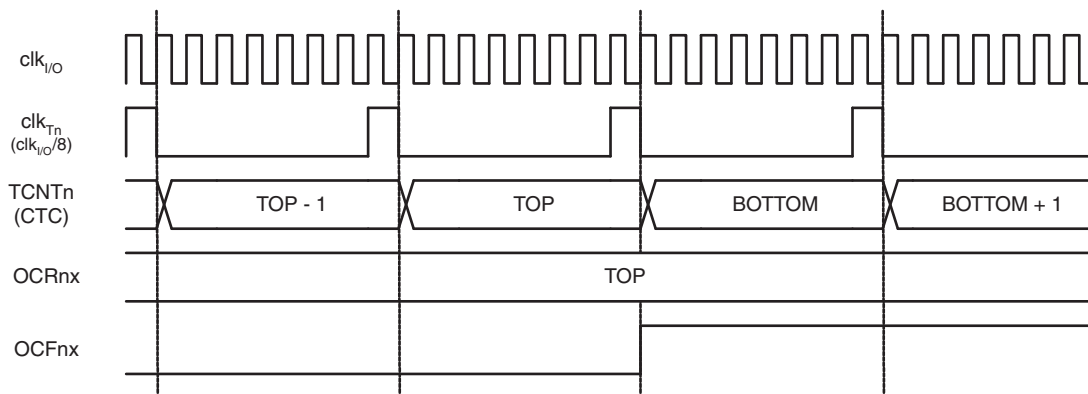 clkI/O
clkTn
(clkI/O/8)
TCNTn
(CTC)
TOP - 1
TOP
BOTTOM
BOTTOM + 1
OCRnx
TOP
OCFnx